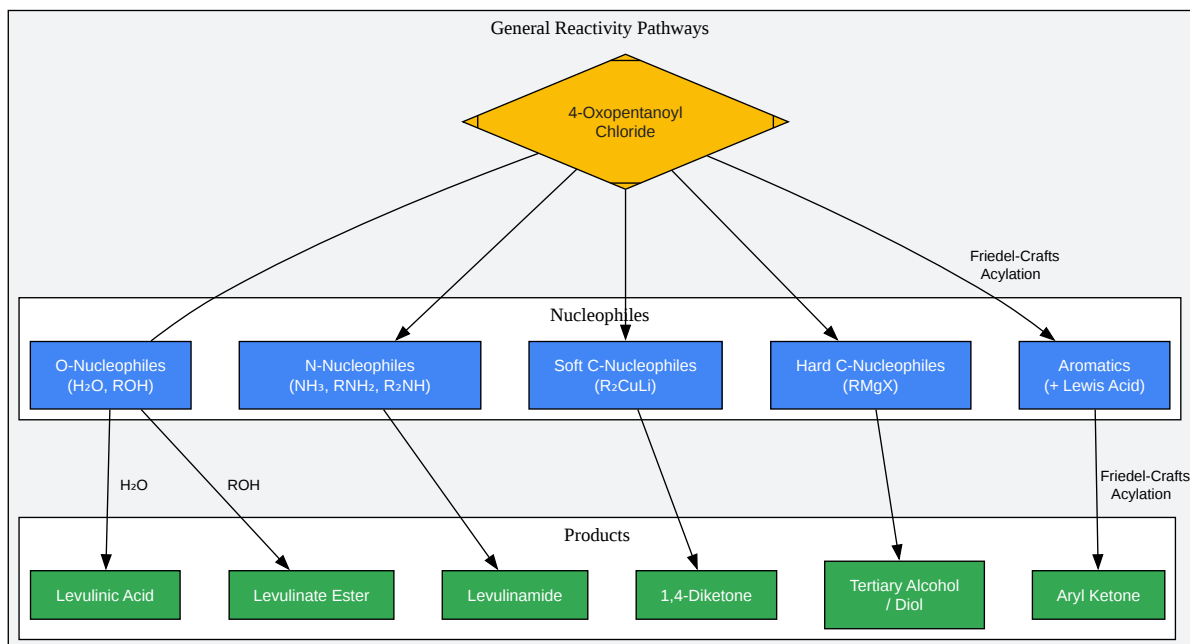 General Reactivity Pathways
4-Oxopentanoyl
Chloride
Friedel-Crafts
Acylation
Nucleophiles
O-Nucleophiles
(H₂O, ROH)
N-Nucleophiles
(NH₃, RNH₂, R₂NH)
Soft C-Nucleophiles
(R₂CuLi)
Hard C-Nucleophiles
(RMgX)
Aromatics
(+ Lewis Acid)
H₂O
ROH
Friedel-Crafts
Acylation
Products
Levulinic Acid
Levulinate Ester
Levulinamide
1,4-Diketone
Tertiary Alcohol
/ Diol
Aryl Ketone